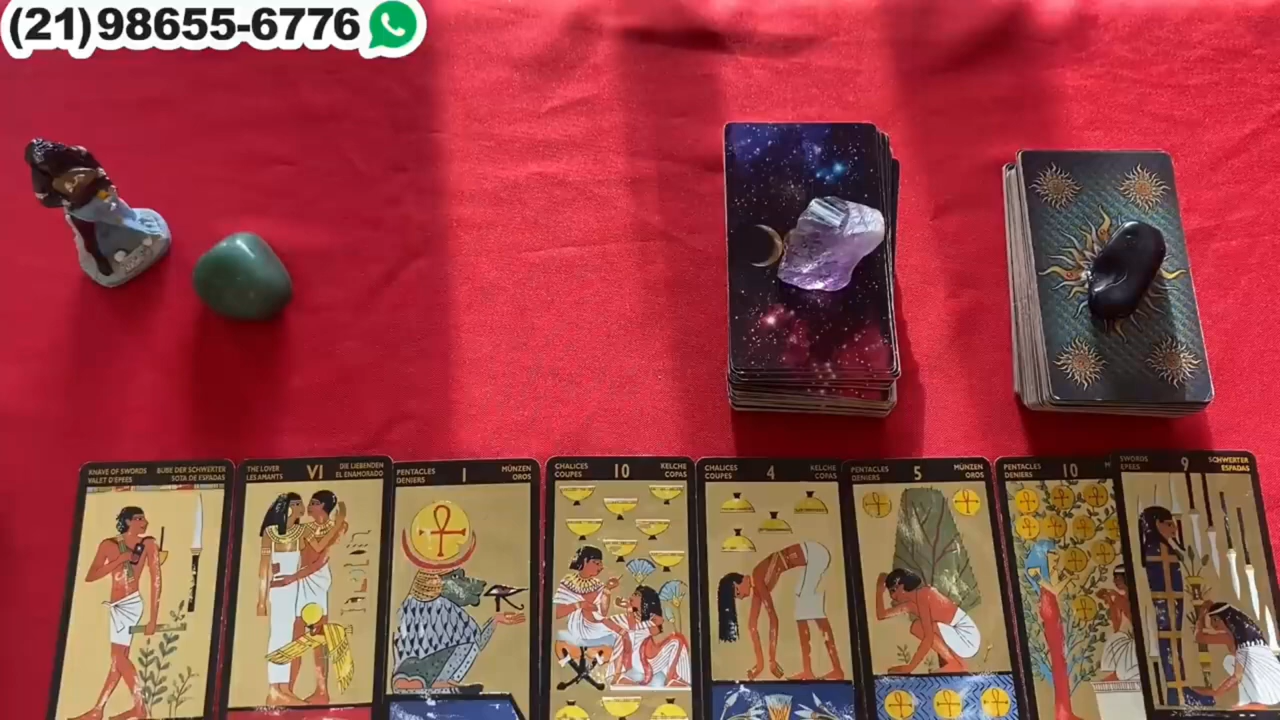 (21)98655-6776
KNAVE OF SWORDS BUBE DER SCHWERTER
VALET D'EPEES SOTA DE ESPADAS
THE LOVER VI DIE LIEBENDEN
LES AMANTS EL ENAMORADO
PENTACLES I MÜNZEN
DENIERS OROS
CHALICES 10 KELCHE
COUPES COPAS
CHALICES 4 KELCHE
COUPES COPAS
PENTACLES 5 MÜNZEN
DENIERS OROS
PENTACLES 10
DENIERS
SWORDS 9 SCHWERTER
EPEES ESPADAS